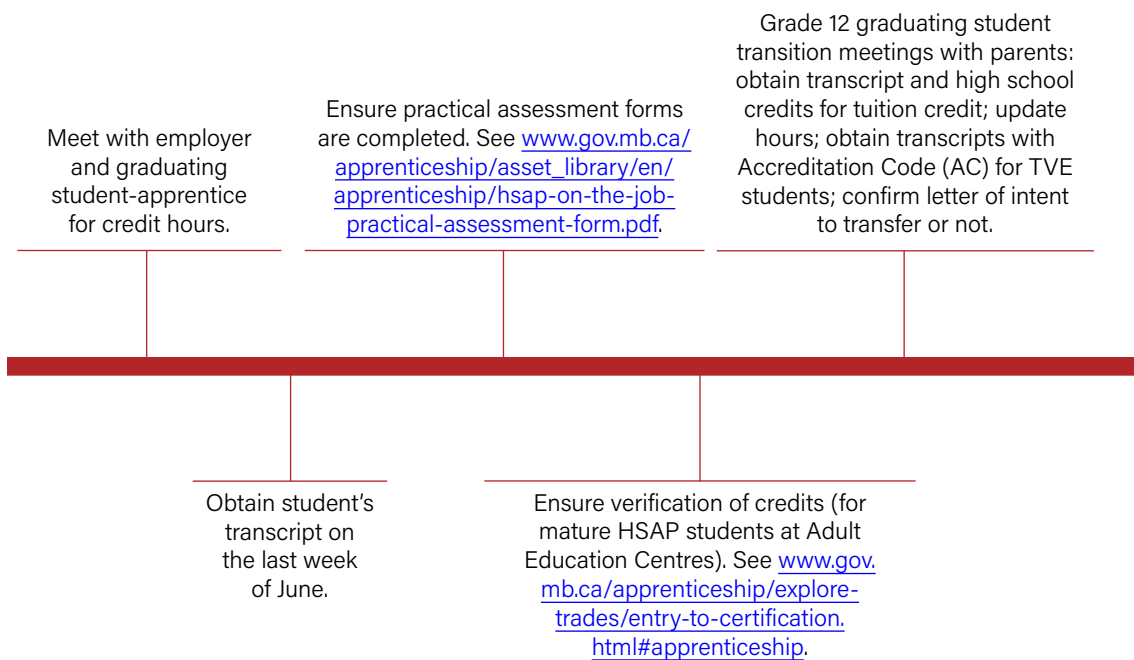 Meet with employer
and graduating
student-apprentice
for credit hours.
Obtain student's
transcript on
the last week
of June.
Ensure practical assessment forms
are completed. See www.gov.mb.ca/
apprenticeship/asset_library/en/
apprenticeship/hsap-on-the-job-
practical-assessment-form.pdf.
Ensure verification of credits (for
mature HSAP students at Adult
Education Centres). See www.gov.
mb.ca/apprenticeship/explore-
trades/entry-to-certification.
html#apprenticeship.
Grade 12 graduating student
transition meetings with parents:
obtain transcript and high school
credits for tuition credit; update
hours; obtain transcripts with
Accreditation Code (AC) for TVE
students; confirm letter of intent
to transfer or not.